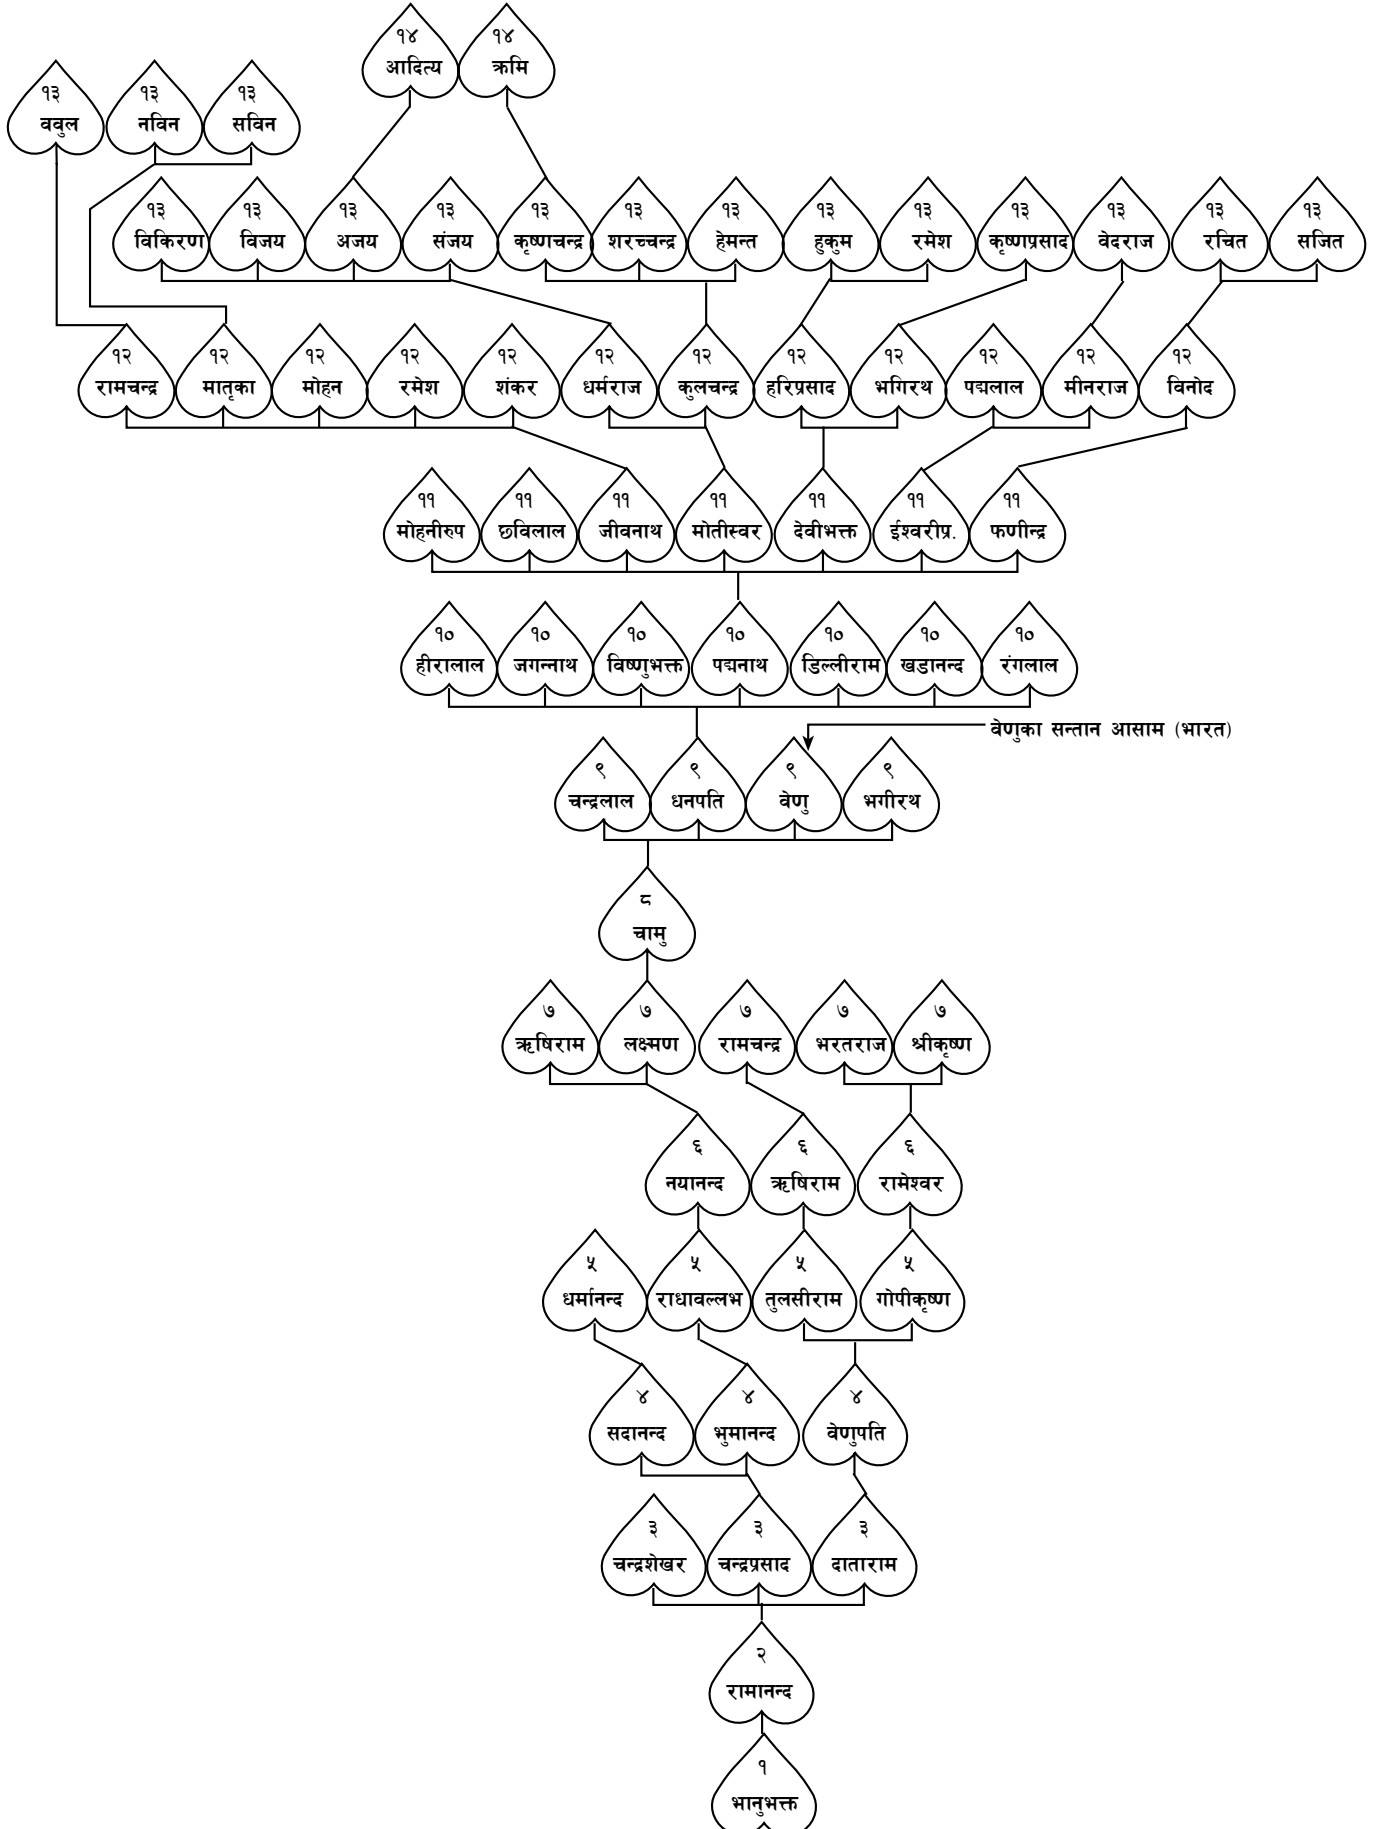 १४ १४
आदित्य क्रमि
१३ १३ १३
ववुल नविन सविन
१३ १३ १३ १३ १३ १३ १३ १३ १३ १३ १३ १३ १३
विकिरण विजय अजय संजय कृष्णचन्द्र शरच्चन्द्र हेमन्त हुकुम रमेश कृष्णप्रसाद वेदराज रचित सजित
१२ १२ १२ १२ १२ १२ १२ १२ १२ १२ १२ १२
रामचन्द्र मातृका मोहन रमेश शंकर धर्मराज कुलचन्द्र हरिप्रसाद भगिरथ पद्मलाल मीनराज विनोद
११ ११ ११ ११ ११ ११ ११
मोहनीरुप छविलाल जीवनाथ मोतीस्वर देवीभक्त ईश्वरीप्र. फणीन्द्र
१० १० १० १० १० १० १०
हीरालाल जगन्नाथ विष्णुभक्त पद्मनाथ डिल्लीराम खडानन्द रंगलाल
वेणुका सन्तान आसाम (भारत)
९ ९ ९ ९
चन्द्रलाल धनपति वेणु भगीरथ
८
चामु
७ ७ ७ ७ ७
ऋषिराम लक्ष्मण रामचन्द्र भरतराज श्रीकृष्ण
६ ६ ६
नयानन्द ऋषिराम रामेश्वर
५ ५ ५ ५
धर्मानन्द राधावल्लभ तुलसीराम गोपीकृष्ण
४ ४ ४
सदानन्द भुमानन्द वेणुपति
३ ३ ३
चन्द्रशेखर चन्द्रप्रसाद दाताराम
२
रामानन्द
१
भानुभक्त